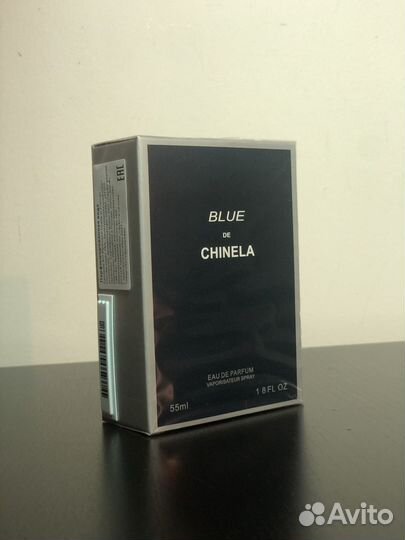 BLUE
DE
CHINELA
EAU DE PARFUM
VAPORISATEUR SPRAY
55ml 1.8 FL OZ
EAC
Avito